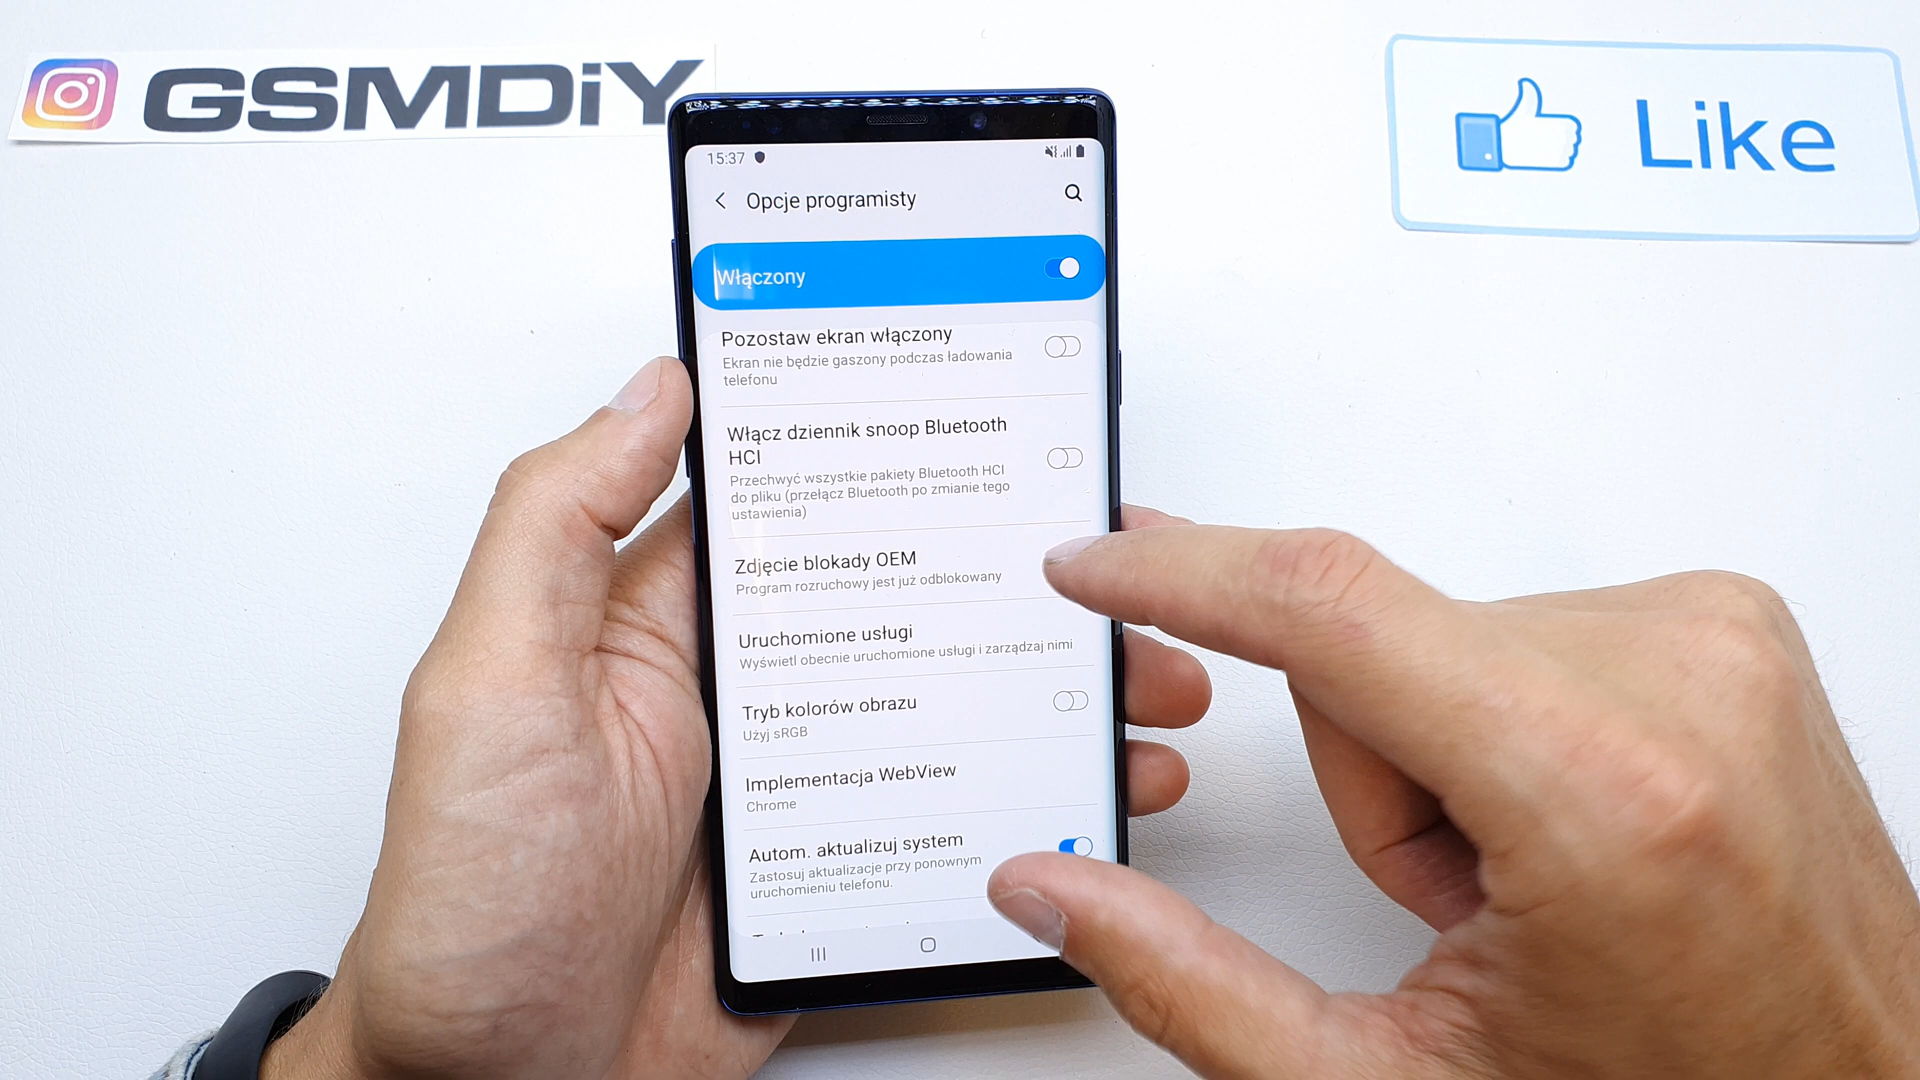 GSMDiY
Like
15:37
Opcje programisty
Włączony
Pozostaw ekran włączony
Ekran nie będzie gaszony podczas ładowania
telefonu
Włącz dziennik snoop Bluetooth
HCI
Przechwyć wszystkie pakiety Bluetooth HCI
do pliku (przełącz Bluetooth po zmianie tego
ustawienia)
Zdjęcie blokady OEM
Program rozruchowy jest już odblokowany
Uruchomione usługi
Wyświetl obecnie uruchomione usługi i zarządzaj nimi
Tryb kolorów obrazu
Użyj sRGB
Implementacja WebView
Chrome
Autom. aktualizuj system
Zastosuj aktualizacje przy ponownym
uruchomieniu telefonu.